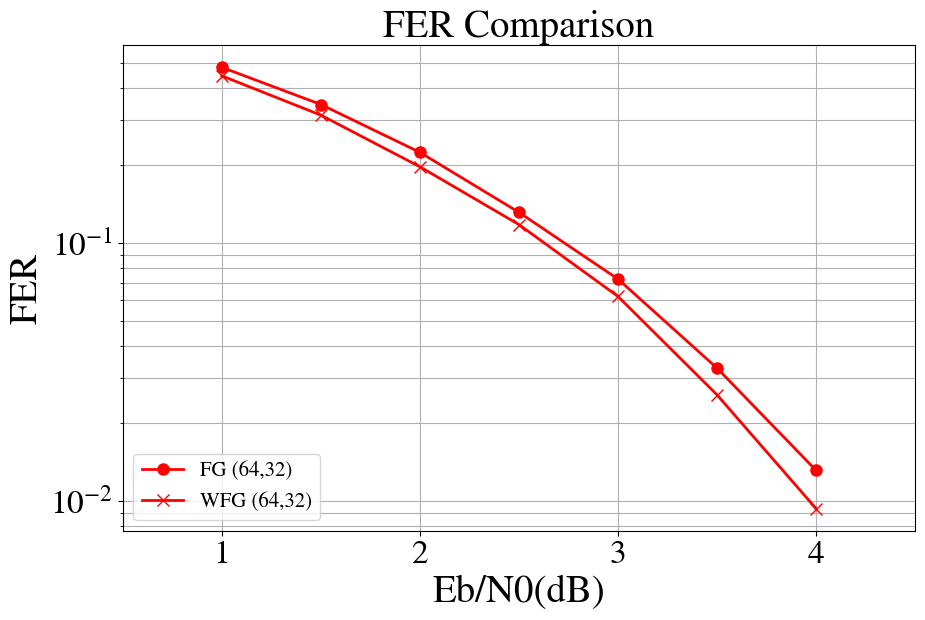 FER Comparison
FER
10⁻¹
10⁻²
FG (64,32)
WFG (64,32)
1 2 3 4
Eb/N0(dB)